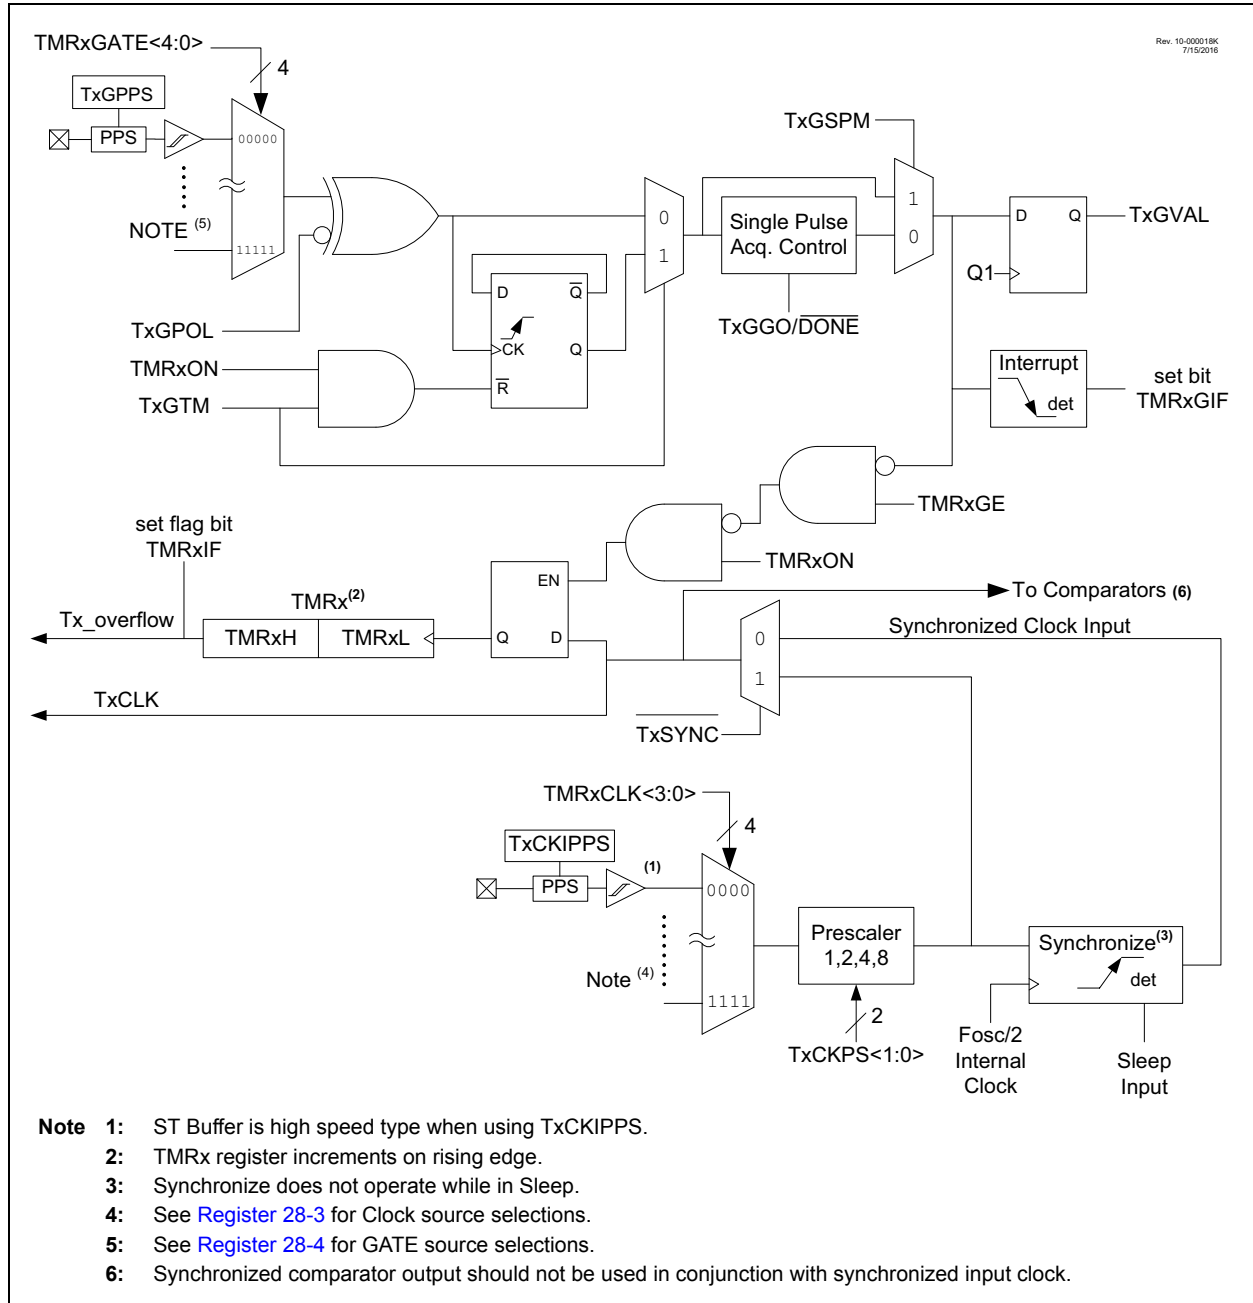 TMRxGATE<4:0>
4
Rev. 10-000018K
7/15/2016
TxGPPS
PPS
00000
NOTE (5)
11111
TxGPOL
TMRxON
TxGTM
D
Q
CK
Q
R
0
1
Single Pulse
Acq. Control
TxGGO/DONE
TxGSPM
1
0
D
Q
Q1
TxGVAL
Interrupt
det
set bit
TMRxGIF
TMRxGE
TMRxON
set flag bit
TMRxIF
Tx_overflow
TMRx(2)
TMRxH
TMRxL
EN
Q
D
To Comparators (6)
Synchronized Clock Input
0
1
TxCLK
TxSYNC
TMRxCLK<3:0>
4
TxCKIPPS
PPS
(1)
0000
Note (4)
1111
Prescaler
1,2,4,8
2
TxCKPS<1:0>
Synchronize(3)
det
Fosc/2
Internal
Clock
Sleep
Input
Note 1: ST Buffer is high speed type when using TxCKIPPS.
2: TMRx register increments on rising edge.
3: Synchronize does not operate while in Sleep.
4: See Register 28-3 for Clock source selections.
5: See Register 28-4 for GATE source selections.
6: Synchronized comparator output should not be used in conjunction with synchronized input clock.